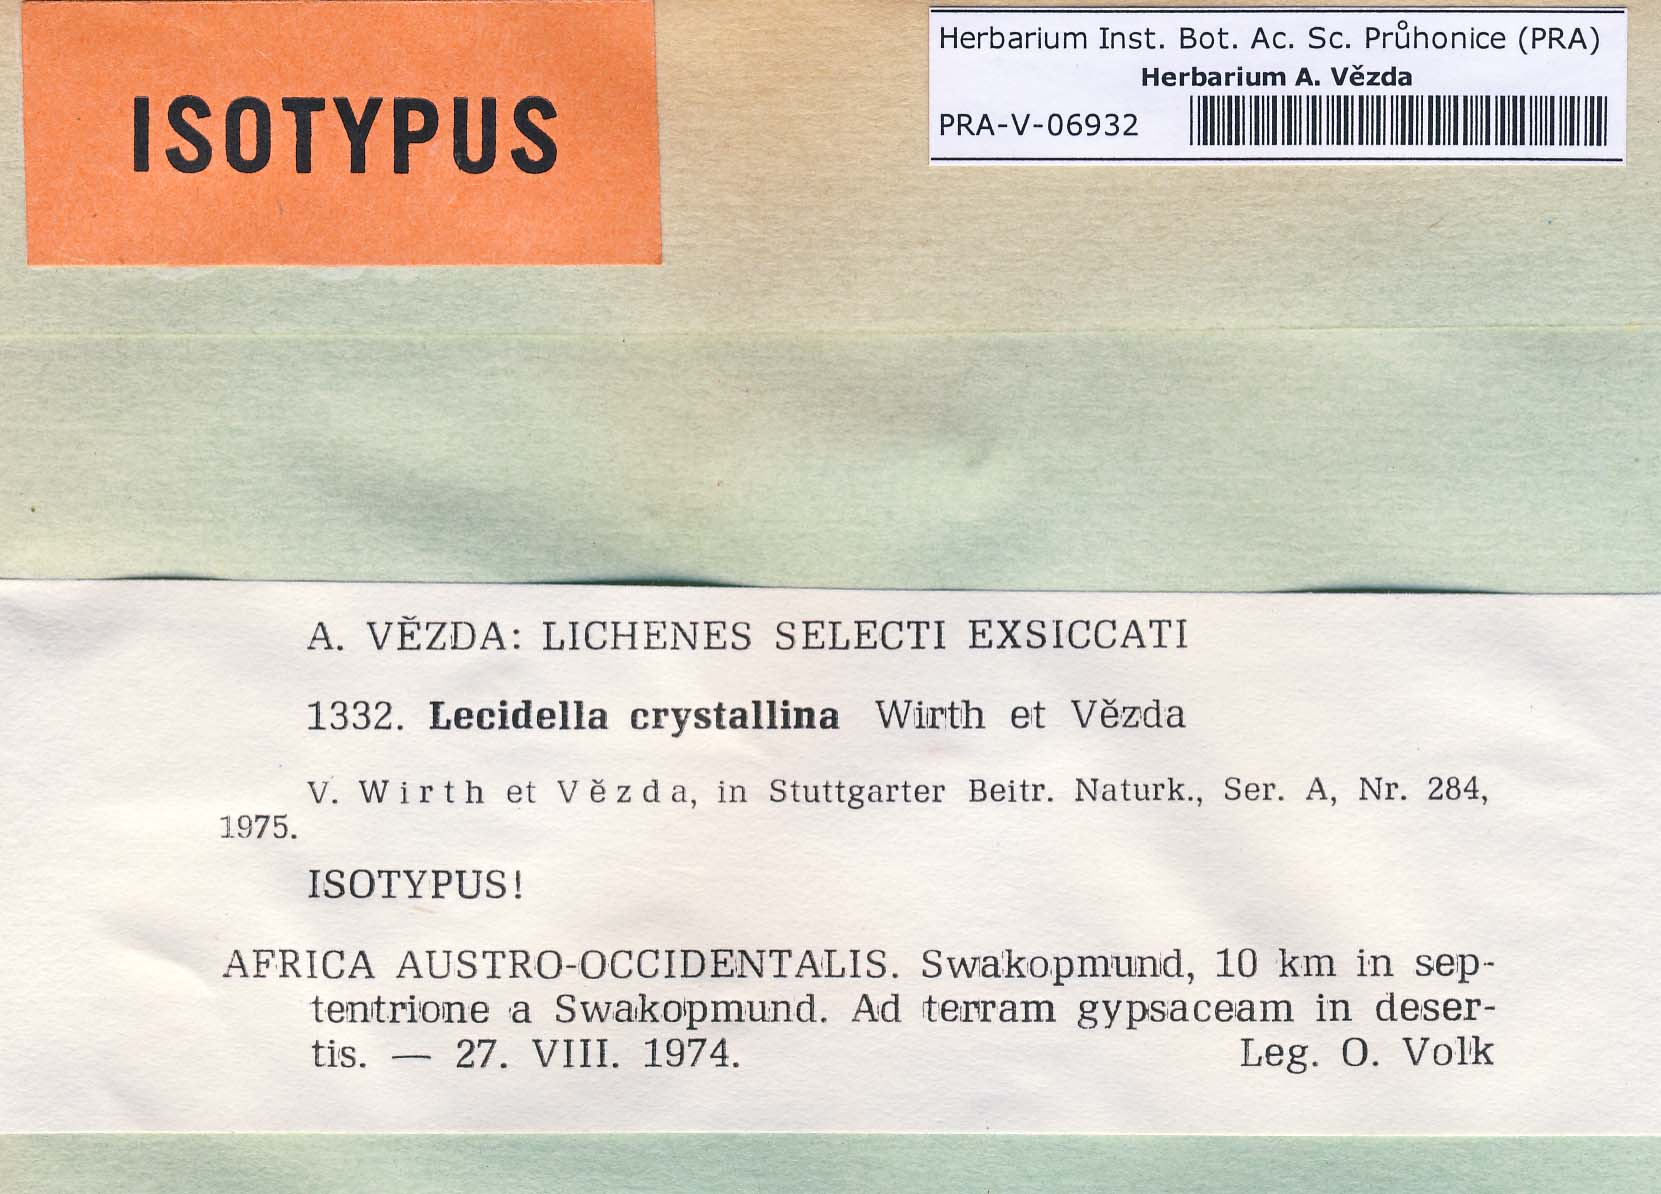 ISOTYPUS
Herbarium Inst. Bot. Ac. Sc. Průhonice (PRA)
Herbarium A. Vězda
PRA-V-06932
A. VĚZDA: LICHENES SELECTI EXSICCATI
1332. Lecidella crystallina Wirth et Vězda
V. Wirth et Vězda, in Stuttgarter Beitr. Naturk., Ser. A, Nr. 284,
1975.
ISOTYPUS!
AFRICA AUSTRO-OCCIDENTALIS. Swakopmund, 10 km in sep-
tentrione a Swakopmund. Ad terram gypsaceam in deser-
tis. — 27. VIII. 1974. Leg. O. Volk